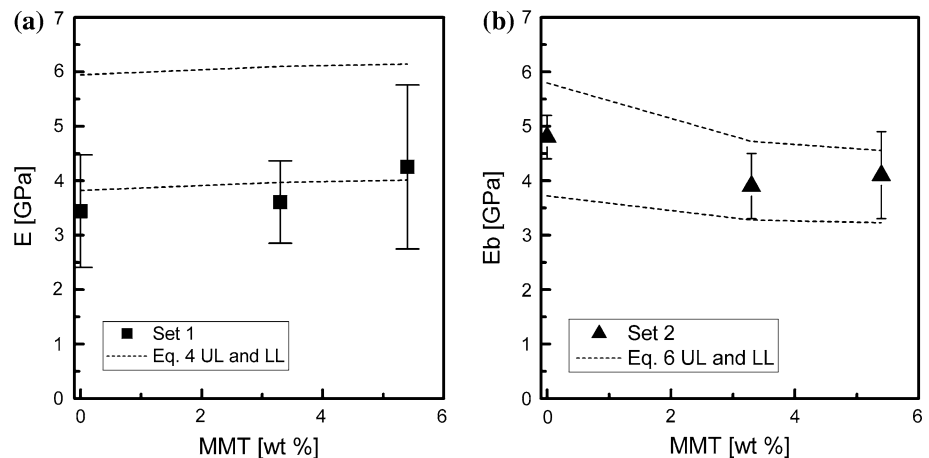 (a)
7
6
5
4
3
2
1
0
E [GPa]
Set 1
Eq. 4 UL and LL
0 2 4 6
MMT [wt %]
(b)
7
6
5
4
3
2
1
0
Eb [GPa]
Set 2
Eq. 6 UL and LL
0 2 4 6
MMT [wt %]